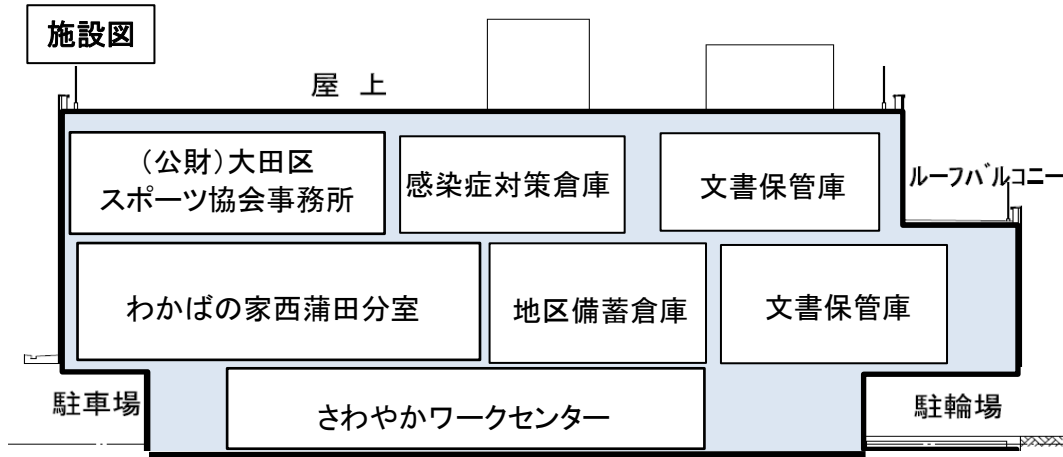 施設図
屋 上
（公財）大田区
スポーツ協会事務所
感染症対策倉庫
文書保管庫
ルーフバルコニー
わかばの家西蒲田分室
地区備蓄倉庫
文書保管庫
駐車場
さわやかワークセンター
駐輪場